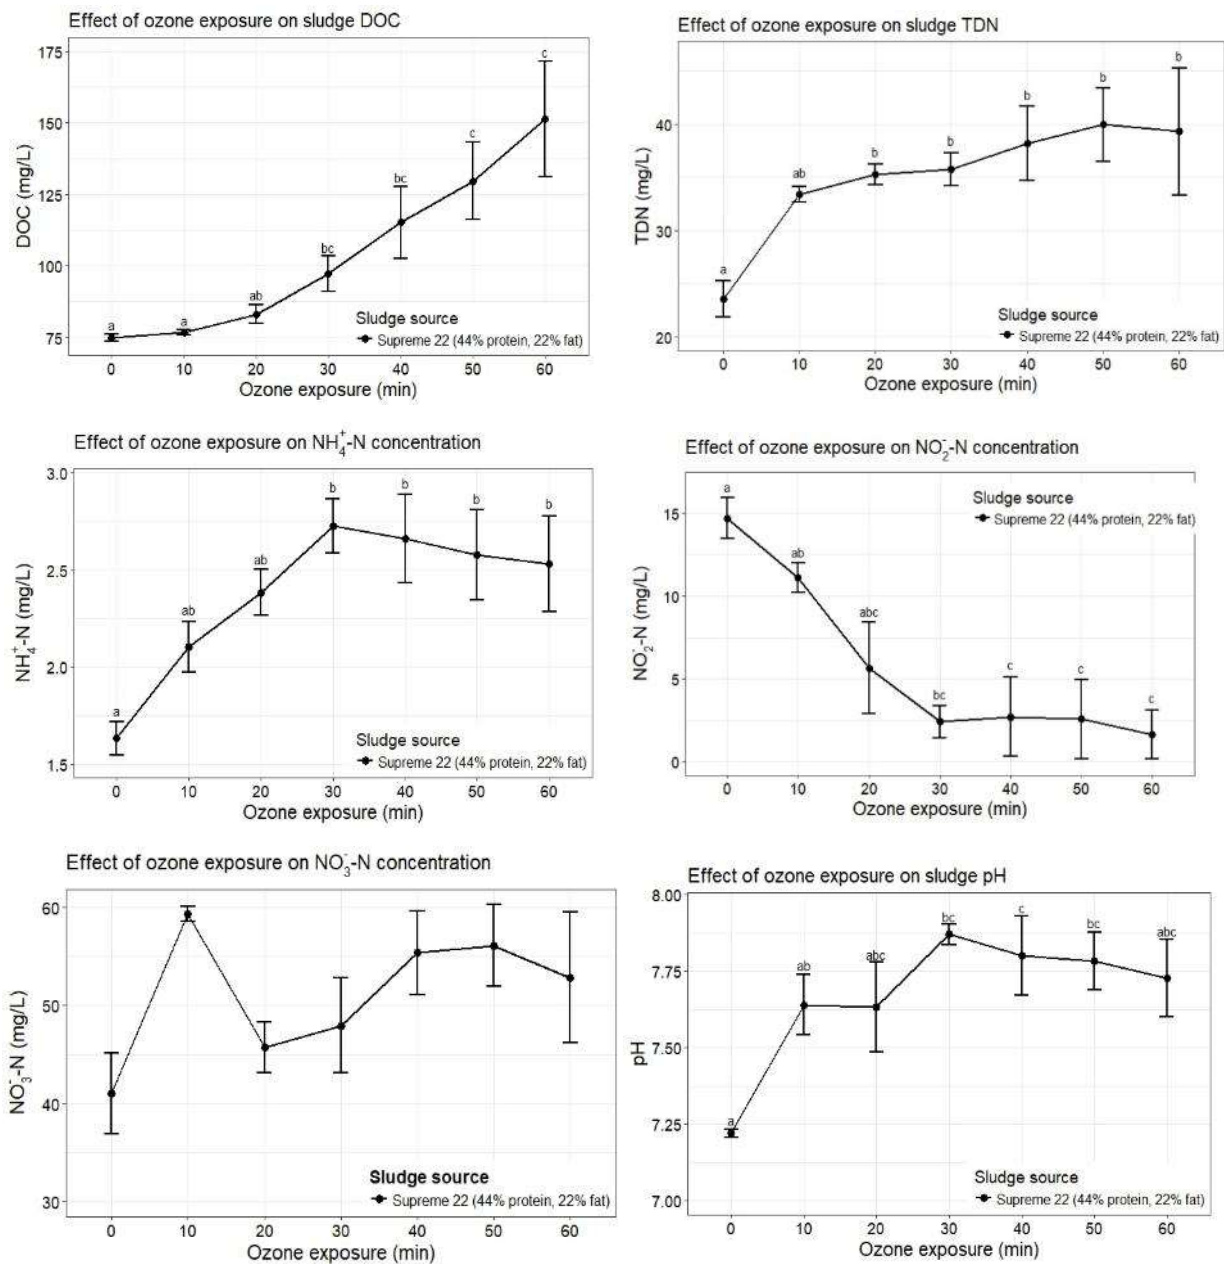 Effect of ozone exposure on sludge DOC
175
150
125
100
75
DOC (mg/L)
a
a
ab
bc
bc
c
c
Sludge source
Supreme 22 (44% protein, 22% fat)
0 10 20 30 40 50 60
Ozone exposure (min)
Effect of ozone exposure on sludge TDN
40
30
20
TDN (mg/L)
a
ab
b
b
b
b
b
Sludge source
Supreme 22 (44% protein, 22% fat)
0 10 20 30 40 50 60
Ozone exposure (min)
Effect of ozone exposure on NH₄⁺-N concentration
3.0
2.5
2.0
1.5
NH₄⁺-N (mg/L)
a
ab
ab
b
b
b
b
Sludge source
Supreme 22 (44% protein, 22% fat)
0 10 20 30 40 50 60
Ozone exposure (min)
Effect of ozone exposure on NO₂⁻-N concentration
15
10
5
0
NO₂⁻-N (mg/L)
a
ab
abc
bc
c
c
c
Sludge source
Supreme 22 (44% protein, 22% fat)
0 10 20 30 40 50 60
Ozone exposure (min)
Effect of ozone exposure on NO₃⁻-N concentration
60
50
40
30
NO₃⁻-N (mg/L)
Sludge source
Supreme 22 (44% protein, 22% fat)
0 10 20 30 40 50 60
Ozone exposure (min)
Effect of ozone exposure on sludge pH
8.00
7.75
7.50
7.25
7.00
pH
a
ab
abc
bc
c
bc
abc
Sludge source
Supreme 22 (44% protein, 22% fat)
0 10 20 30 40 50 60
Ozone exposure (min)